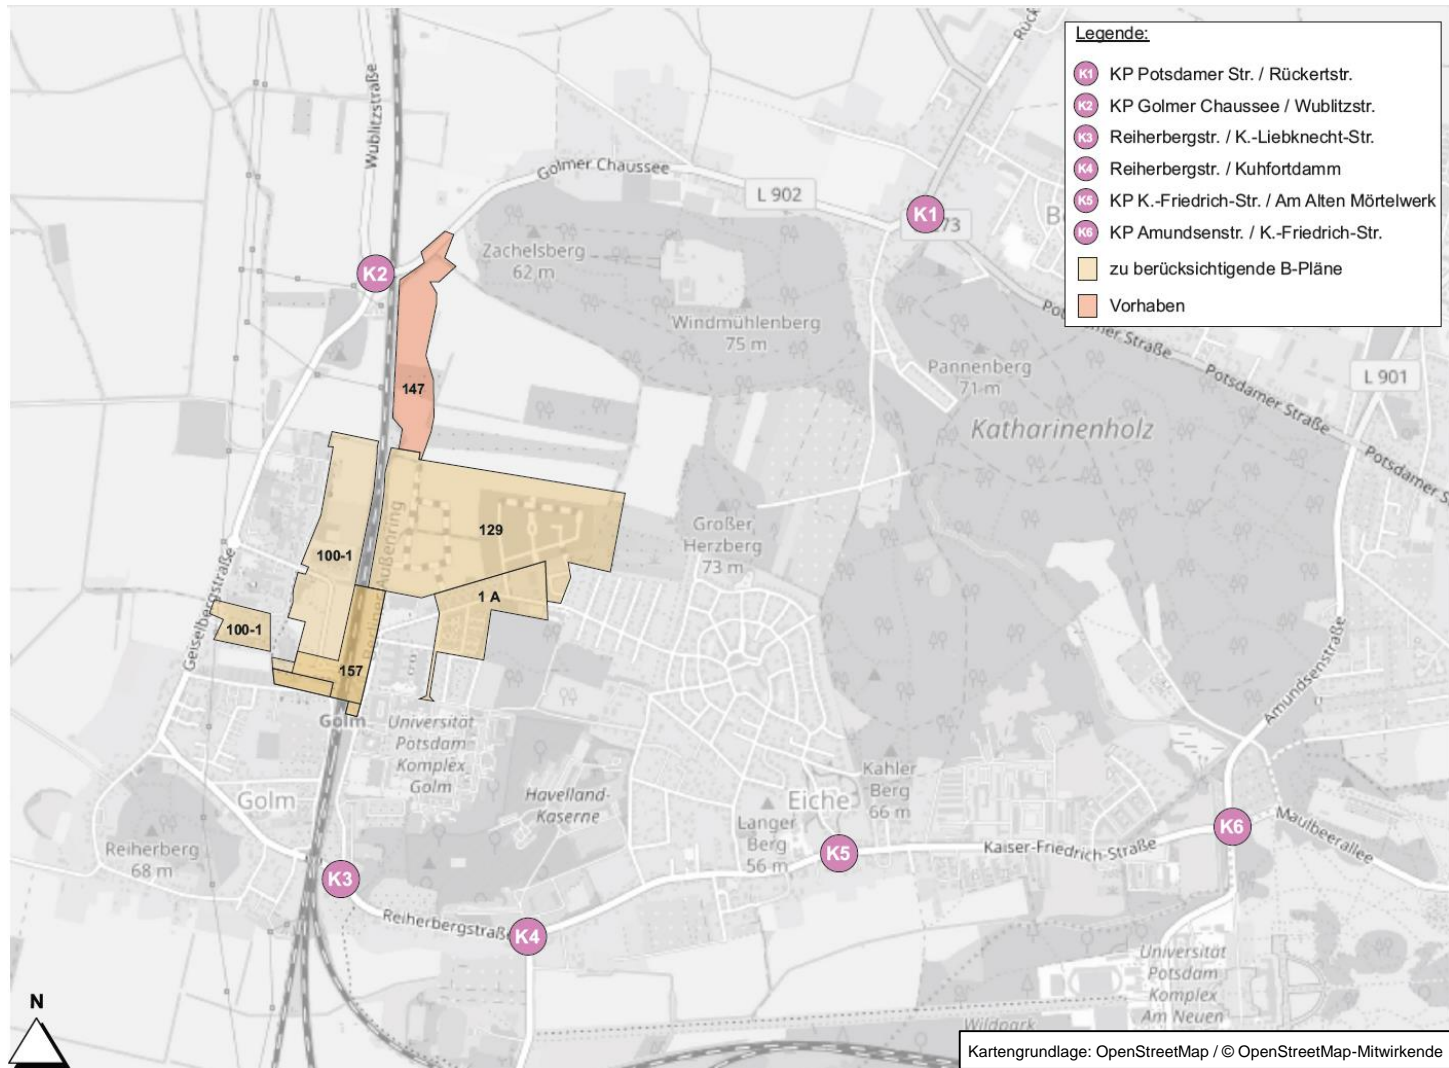 Legende:
K1 KP Potsdamer Str. / Rückertstr.
K2 KP Golmer Chaussee / Wublitzstr.
K3 Reiherbergstr. / K.-Liebknecht-Str.
K4 Reiherbergstr. / Kuhfortdamm
K5 KP K.-Friedrich-Str. / Am Alten Mörtelwerk
K6 KP Amundsenstr. / K.-Friedrich-Str.
zu berücksichtigende B-Pläne
Vorhaben
Wublitzstraße
Golmer Chaussee
L 902
K1
273
K2
Zachelsberg
62 m
Windmühlenberg
75 m
Pannenberg
71 m
Katharinenholz
Potsdamer Straße
Potsdamer Straße
L 901
147
129
100-1
1 A
100-1
157
Geiselbergstraße
Großer
Herzberg
73 m
Golm
Universität
Potsdam
Komplex
Golm
Havelland-
Kaserne
Golm
Reiherberg
68 m
Eiche
Langer
Berg
56 m
Kahler
Berg
66 m
Amundsenstraße
Kaiser-Friedrich-Straße
Maulbeerallee
K3
K4
K5
K6
Reiherbergstraße
Universität
Potsdam
Komplex
Am Neuen
Wildpark
N
Kartengrundlage: OpenStreetMap / © OpenStreetMap-Mitwirkende